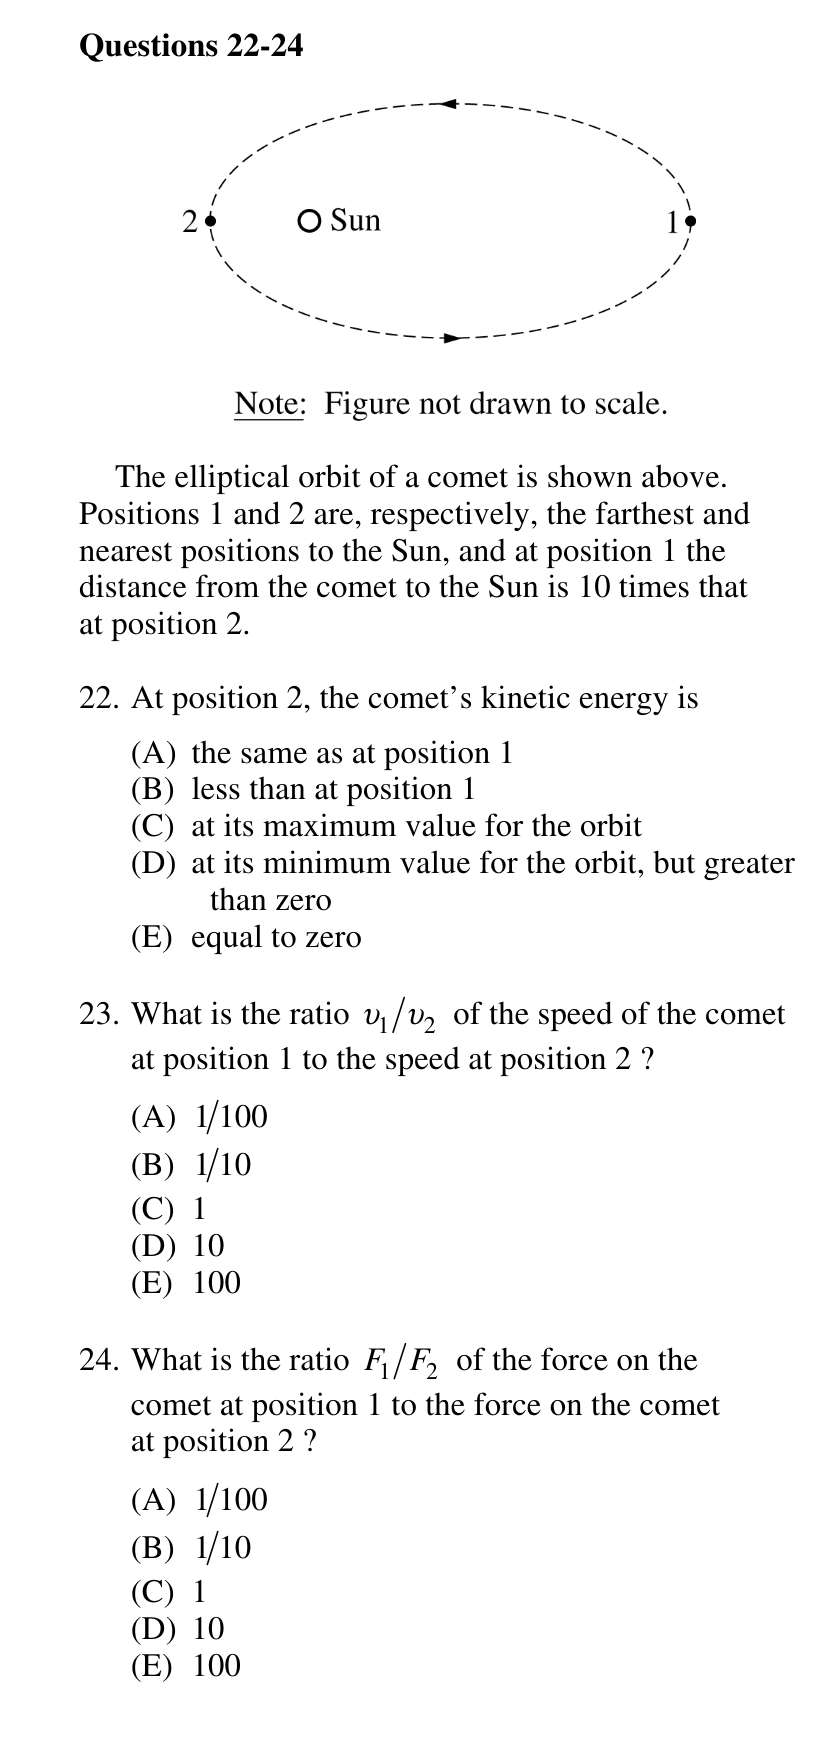 Questions 22-24
2 Sun 1
Note: Figure not drawn to scale.
The elliptical orbit of a comet is shown above.
Positions 1 and 2 are, respectively, the farthest and
nearest positions to the Sun, and at position 1 the
distance from the comet to the Sun is 10 times that
at position 2.
22. At position 2, the comet’s kinetic energy is
(A) the same as at position 1
(B) less than at position 1
(C) at its maximum value for the orbit
(D) at its minimum value for the orbit, but greater
than zero
(E) equal to zero
23. What is the ratio υ₁/υ₂ of the speed of the comet
at position 1 to the speed at position 2 ?
(A) 1/100
(B) 1/10
(C) 1
(D) 10
(E) 100
24. What is the ratio F₁/F₂ of the force on the
comet at position 1 to the force on the comet
at position 2 ?
(A) 1/100
(B) 1/10
(C) 1
(D) 10
(E) 100